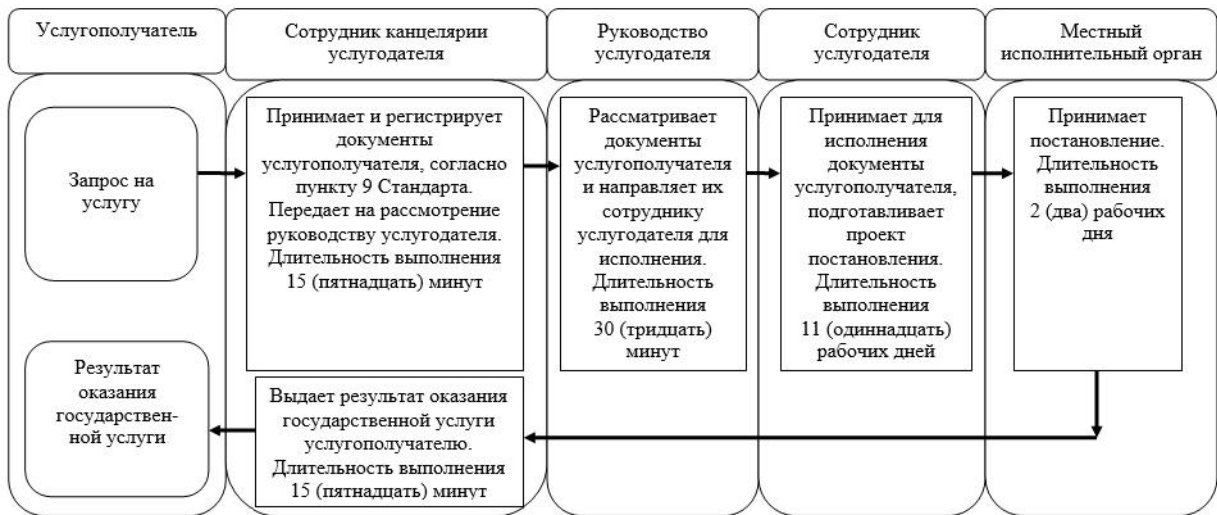 Услугополучатель
Сотрудник канцелярии
услугодателя
Руководство
услугодателя
Сотрудник
услугодателя
Местный
исполнительный орган
Запрос на
услугу
Принимает и регистрирует
документы
услугополучателя, согласно
пункту 9 Стандарта.
Передает на рассмотрение
руководству услугодателя.
Длительность выполнения
15 (пятнадцать) минут
Рассматривает
документы
услугополучателя
и направляет их
сотруднику
услугодателя для
исполнения.
Длительность
выполнения
30 (тридцать)
минут
Принимает для
исполнения
документы
услугополучателя,
подготавливает
проект
постановления.
Длительность
выполнения
11 (одиннадцать)
рабочих дней
Принимает
постановление.
Длительность
выполнения
2 (два) рабочих
дня
Выдает результат оказания
государственной услуги
услугополучателю.
Длительность выполнения
15 (пятнадцать) минут
Результат
оказания
государствен-
ной услуги